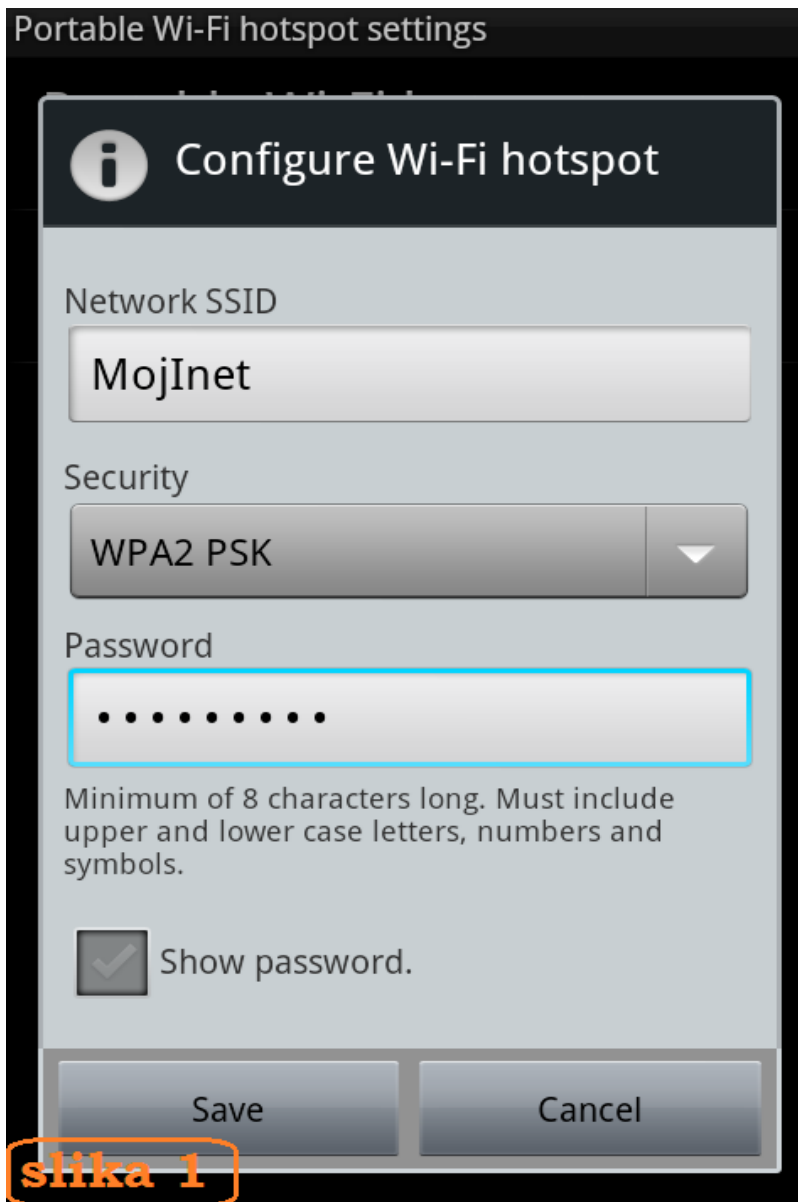 Portable Wi-Fi hotspot settings
Configure Wi-Fi hotspot
Network SSID
MojInet
Security
WPA2 PSK
Password
•••••••••
Minimum of 8 characters long. Must include
upper and lower case letters, numbers and
symbols.
Show password.
Save Cancel
slika 1